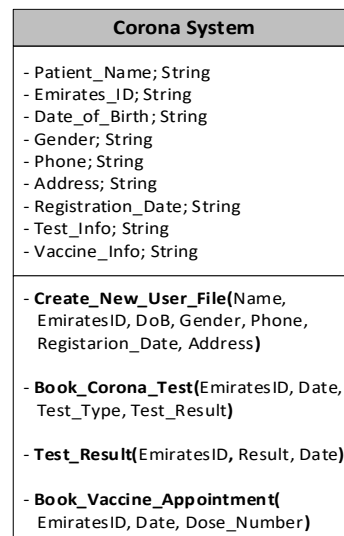 Corona System
- Patient_Name; String
- Emirates_ID; String
- Date_of_Birth; String
- Gender; String
- Phone; String
- Address; String
- Registration_Date; String
- Test_Info; String
- Vaccine_Info; String
- Create_New_User_File(Name,
EmiratesID, DoB, Gender, Phone,
Registarion_Date, Address)
- Book_Corona_Test(EmiratesID, Date,
Test_Type, Test_Result)
- Test_Result(EmiratesID, Result, Date)
- Book_Vaccine_Appointment(
EmiratesID, Date, Dose_Number)